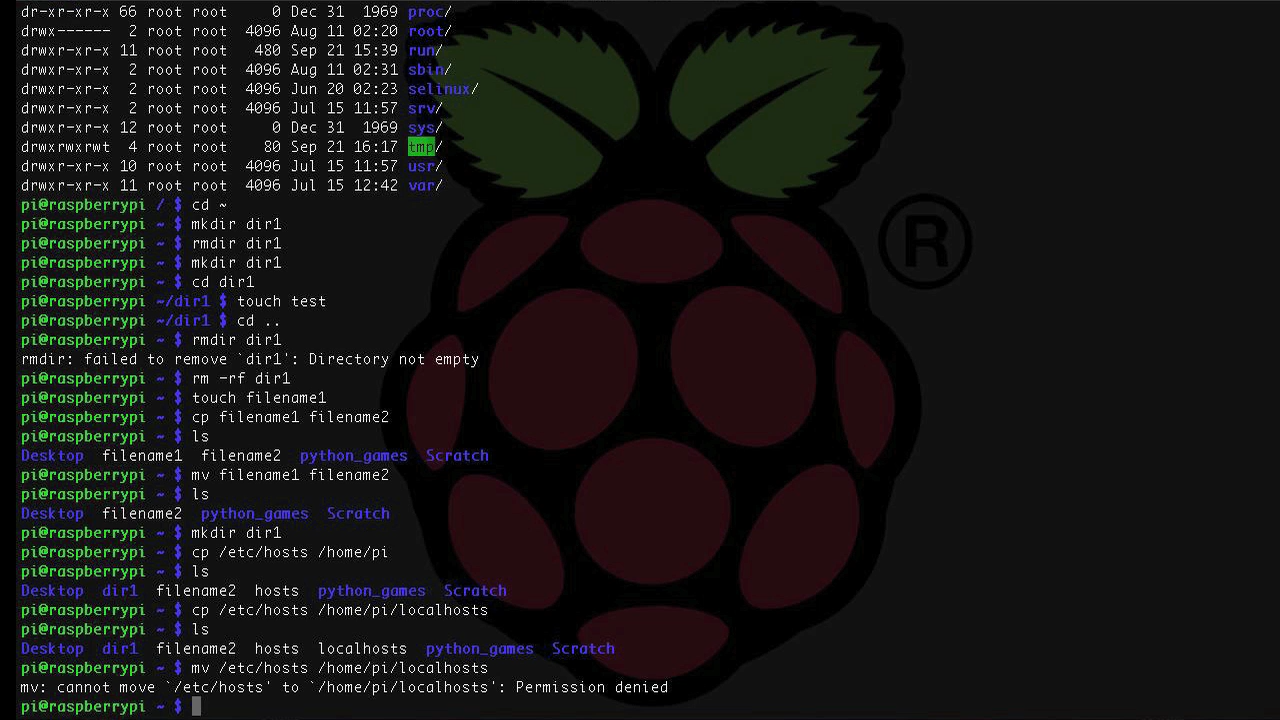 dr-xr-xr-x 66 root root     0 Dec 31  1969 proc/
drwx------  2 root root  4096 Aug 11 02:20 root/
drwxr-xr-x 11 root root   480 Sep 21 15:39 run/
drwxr-xr-x  2 root root  4096 Aug 11 02:31 sbin/
drwxr-xr-x  2 root root  4096 Jun 20 02:23 selinux/
drwxr-xr-x  2 root root  4096 Jul 15 11:57 srv/
drwxr-xr-x 12 root root     0 Dec 31  1969 sys/
drwxrwxrwt  4 root root    80 Sep 21 16:17 tmp/
drwxr-xr-x 10 root root  4096 Jul 15 11:57 usr/
drwxr-xr-x 11 root root  4096 Jul 15 12:42 var/
pi@raspberrypi / $ cd ~
pi@raspberrypi ~ $ mkdir dir1
pi@raspberrypi ~ $ rmdir dir1
pi@raspberrypi ~ $ mkdir dir1
pi@raspberrypi ~ $ cd dir1
pi@raspberrypi ~/dir1 $ touch test
pi@raspberrypi ~/dir1 $ cd ..
pi@raspberrypi ~ $ rmdir dir1
rmdir: failed to remove `dir1': Directory not empty
pi@raspberrypi ~ $ rm -rf dir1
pi@raspberrypi ~ $ touch filename1
pi@raspberrypi ~ $ cp filename1 filename2
pi@raspberrypi ~ $ ls
Desktop  filename1  filename2  python_games  Scratch
pi@raspberrypi ~ $ mv filename1 filename2
pi@raspberrypi ~ $ ls
Desktop  filename2  python_games  Scratch
pi@raspberrypi ~ $ mkdir dir1
pi@raspberrypi ~ $ cp /etc/hosts /home/pi
pi@raspberrypi ~ $ ls
Desktop  dir1  filename2  hosts  python_games  Scratch
pi@raspberrypi ~ $ cp /etc/hosts /home/pi/localhosts
pi@raspberrypi ~ $ ls
Desktop  dir1  filename2  hosts  localhosts  python_games  Scratch
pi@raspberrypi ~ $ mv /etc/hosts /home/pi/localhosts
mv: cannot move `/etc/hosts' to `/home/pi/localhosts': Permission denied
pi@raspberrypi ~ $
®